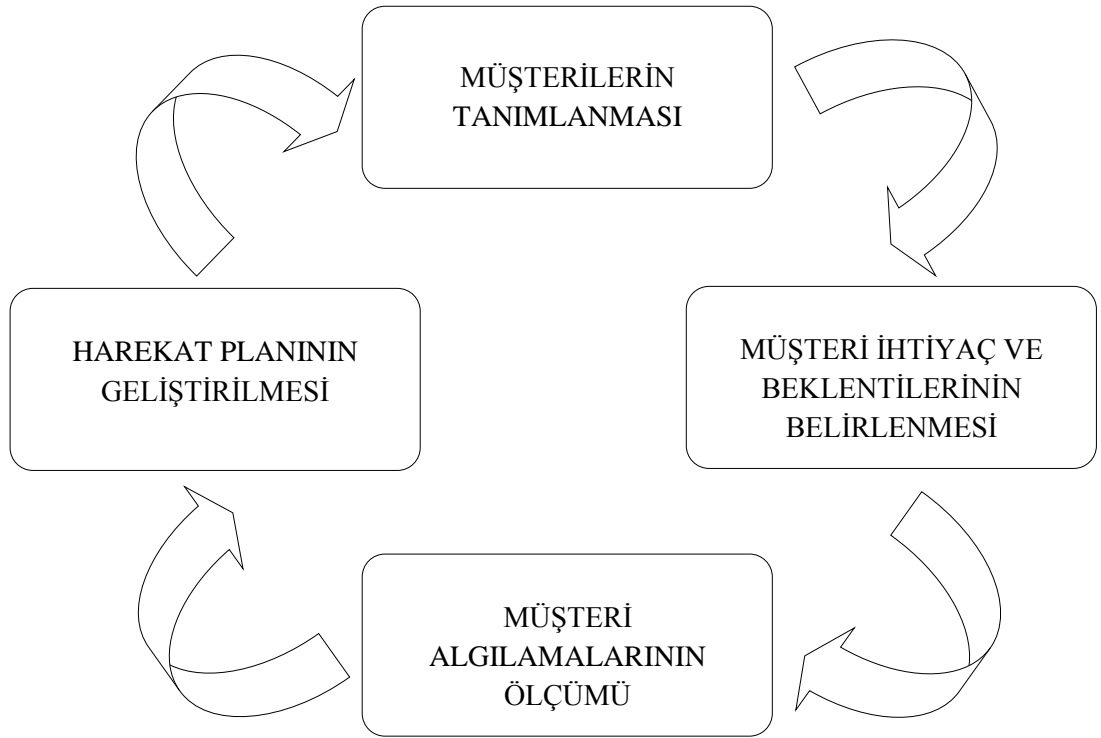 MÜŞTERİLERİN
TANIMLANMASI
MÜŞTERİ İHTİYAÇ VE
BEKLENTİLERİNİN
BELİRLENMESİ
MÜŞTERİ
ALGILAMALARININ
ÖLÇÜMÜ
HAREKAT PLANININ
GELİŞTİRİLMESİ